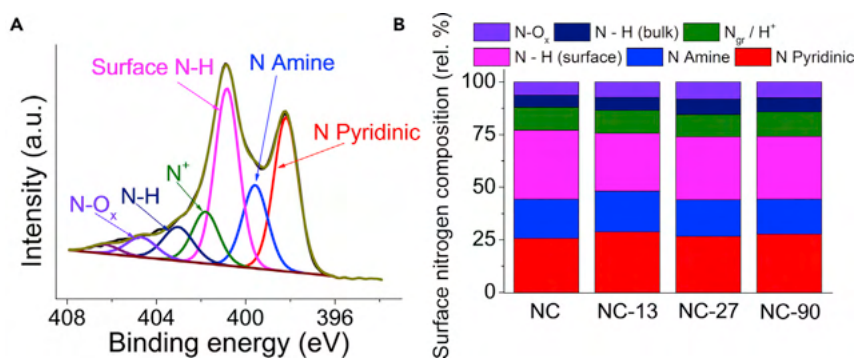 A
Surface N-H
N Amine
N Pyridinic
N⁺
N-H
N-Oₓ
Intensity (a.u.)
408 404 400 396
Binding energy (eV)
B
N-Oₓ N - H (bulk) N_gr / H⁺
N - H (surface) N Amine N Pyridinic
Surface nitrogen composition (rel. %)
100
75
50
25
0
NC NC-13 NC-27 NC-90